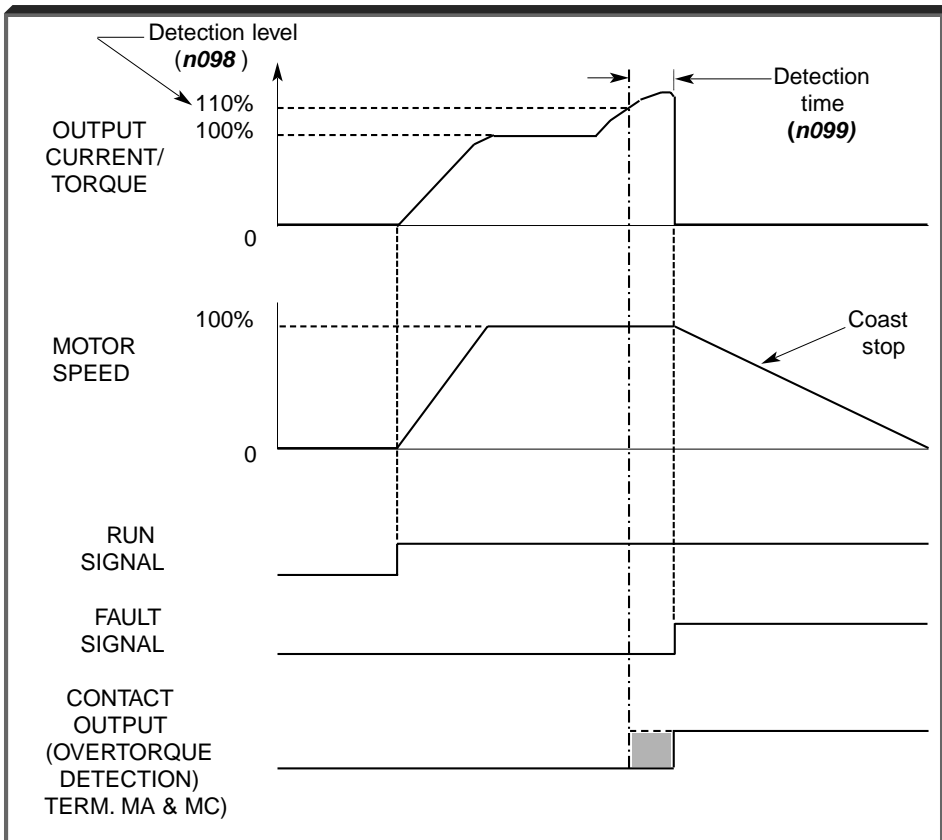 Detection level
(n098 )
110%
100%
OUTPUT
CURRENT/
TORQUE
0
Detection
time
(n099)
100%
MOTOR
SPEED
0
Coast
stop
RUN
SIGNAL
FAULT
SIGNAL
CONTACT
OUTPUT
(OVERTORQUE
DETECTION)
TERM. MA & MC)